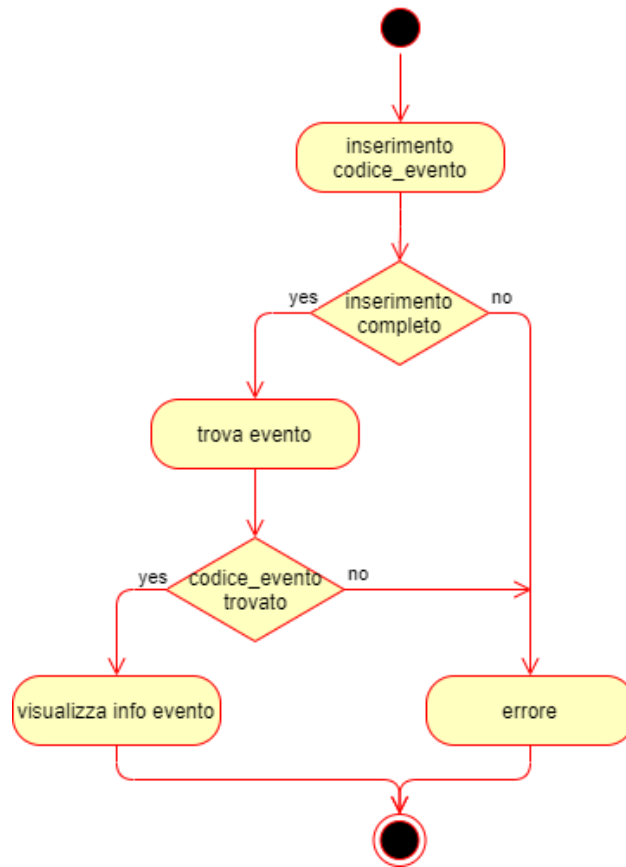 inserimento
codice_evento
yes
inserimento
completo
no
trova evento
yes
codice_evento
trovato
no
visualizza info evento
errore